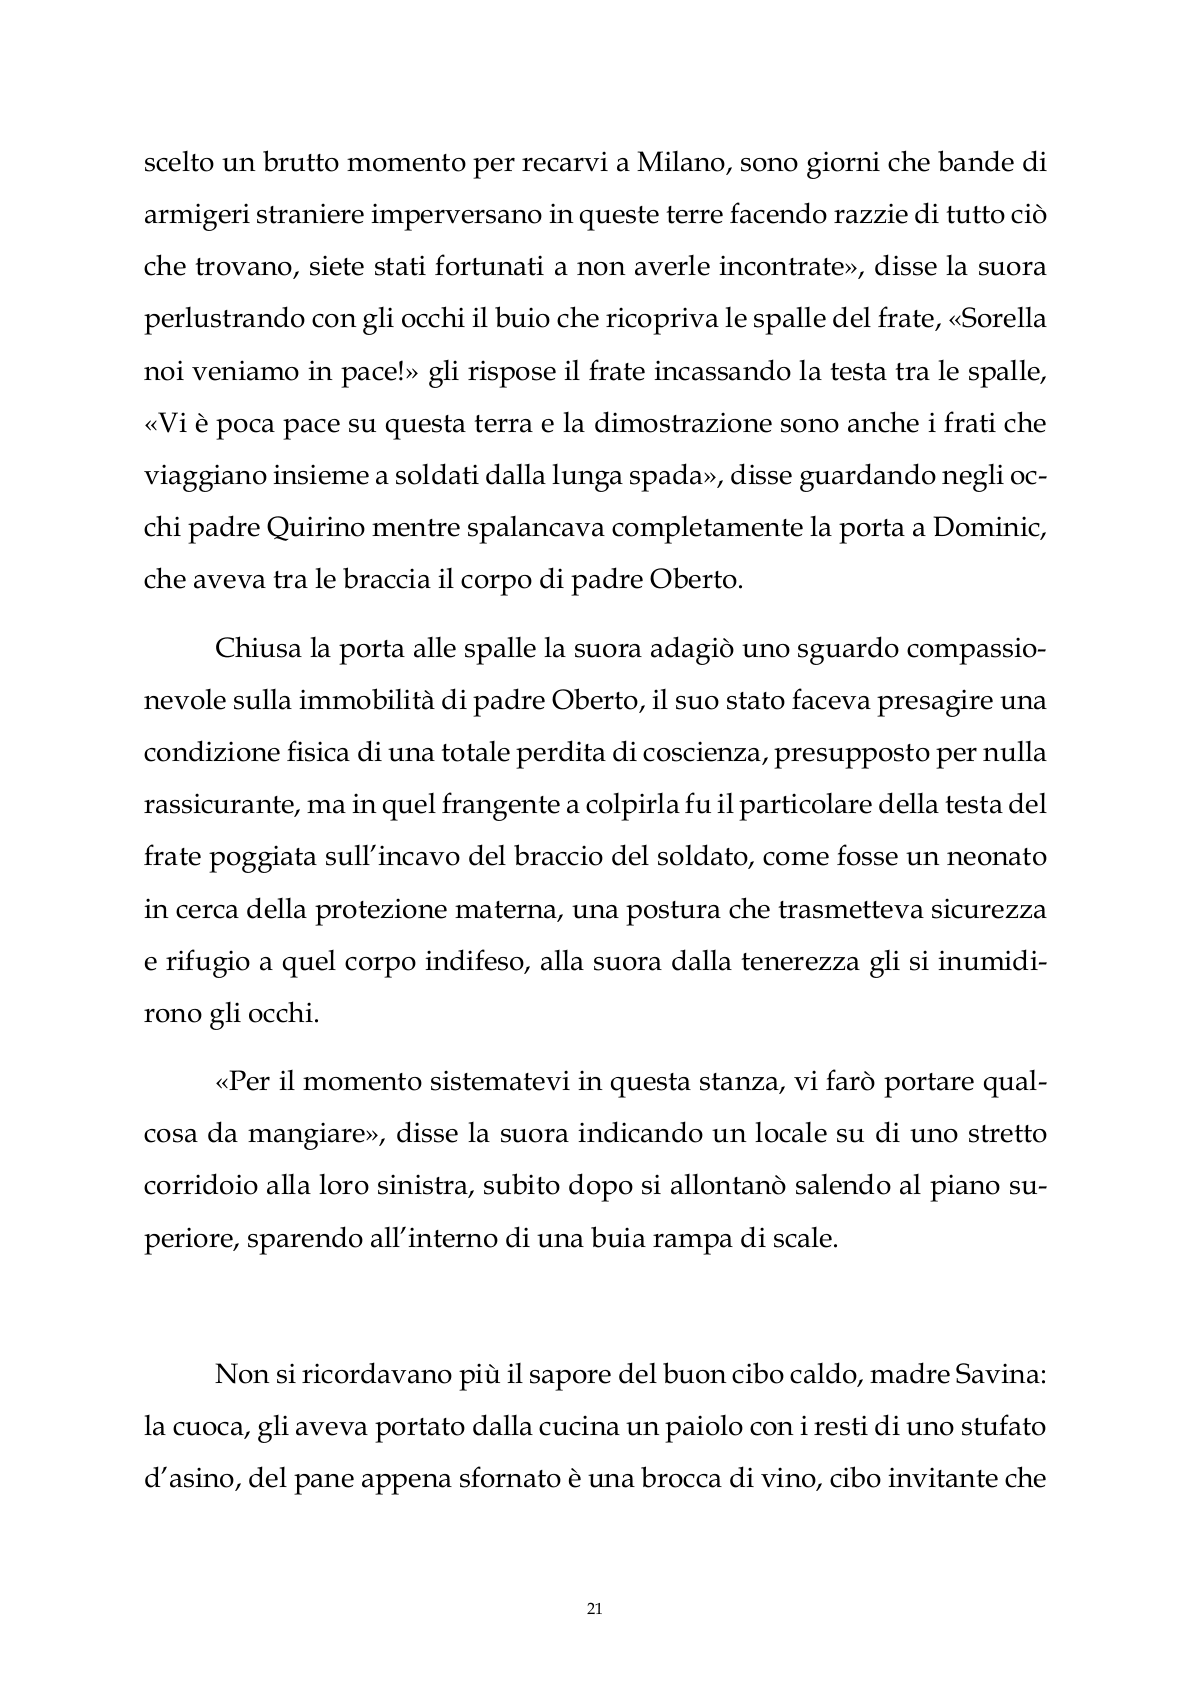 scelto un brutto momento per recarvi a Milano, sono giorni che bande di
armigeri straniere imperversano in queste terre facendo razzie di tutto ciò
che trovano, siete stati fortunati a non averle incontrate», disse la suora
perlustrando con gli occhi il buio che ricopriva le spalle del frate, «Sorella
noi veniamo in pace!» gli rispose il frate incassando la testa tra le spalle,
«Vi è poca pace su questa terra e la dimostrazione sono anche i frati che
viaggiano insieme a soldati dalla lunga spada», disse guardando negli oc-
chi padre Quirino mentre spalancava completamente la porta a Dominic,
che aveva tra le braccia il corpo di padre Oberto.
Chiusa la porta alle spalle la suora adagiò uno sguardo compassio-
nevole sulla immobilità di padre Oberto, il suo stato faceva presagire una
condizione fisica di una totale perdita di coscienza, presupposto per nulla
rassicurante, ma in quel frangente a colpirla fu il particolare della testa del
frate poggiata sull’incavo del braccio del soldato, come fosse un neonato
in cerca della protezione materna, una postura che trasmetteva sicurezza
e rifugio a quel corpo indifeso, alla suora dalla tenerezza gli si inumidi-
rono gli occhi.
«Per il momento sistematevi in questa stanza, vi farò portare qual-
cosa da mangiare», disse la suora indicando un locale su di uno stretto
corridoio alla loro sinistra, subito dopo si allontanò salendo al piano su-
periore, sparendo all’interno di una buia rampa di scale.
Non si ricordavano più il sapore del buon cibo caldo, madre Savina:
la cuoca, gli aveva portato dalla cucina un paiolo con i resti di uno stufato
d’asino, del pane appena sfornato è una brocca di vino, cibo invitante che
21